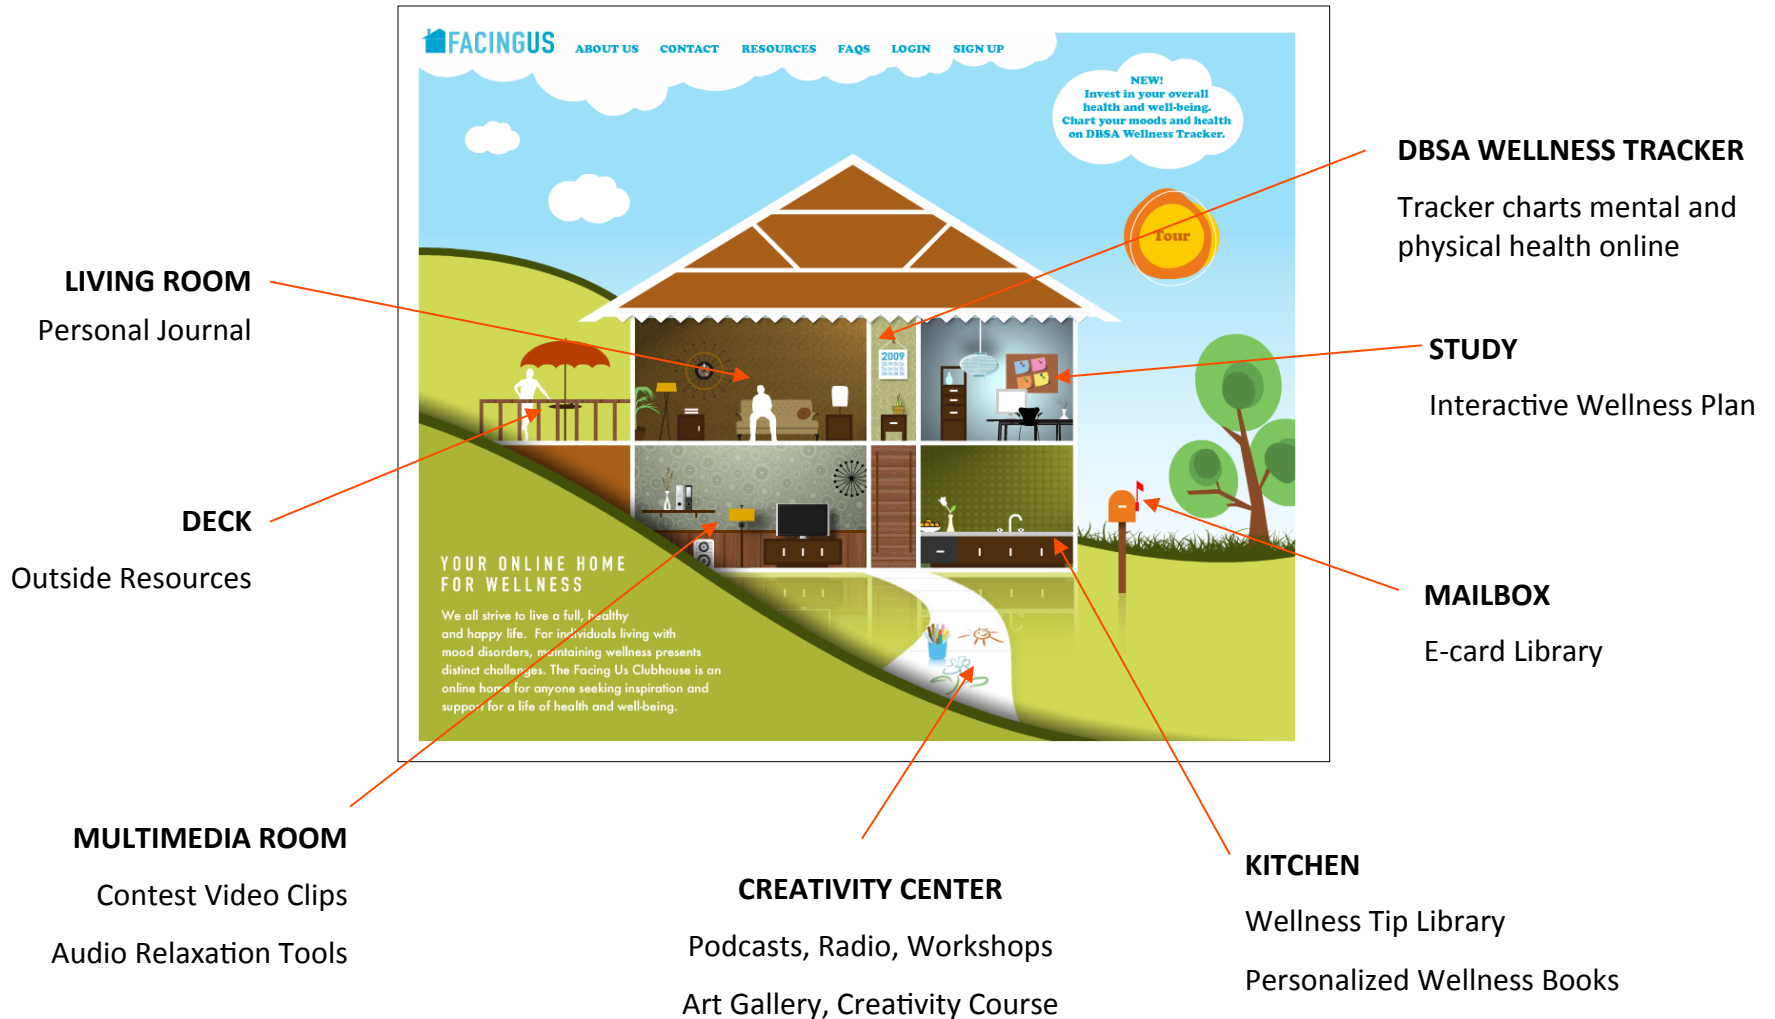 FACINGUS
ABOUT US CONTACT RESOURCES FAQS LOGIN SIGN UP
NEW!
Invest in your overall
health and well-being.
Chart your moods and health
on DBSA Wellness Tracker.
Tour
2009
YOUR ONLINE HOME
FOR WELLNESS
We all strive to live a full, healthy
and happy life. For individuals living with
mood disorders, maintaining wellness presents
distinct challenges. The Facing Us Clubhouse is an
online home for anyone seeking inspiration and
support for a life of health and well-being.
LIVING ROOM
Personal Journal
DECK
Outside Resources
MULTIMEDIA ROOM
Contest Video Clips
Audio Relaxation Tools
CREATIVITY CENTER
Podcasts, Radio, Workshops
Art Gallery, Creativity Course
DBSA WELLNESS TRACKER
Tracker charts mental and
physical health online
STUDY
Interactive Wellness Plan
MAILBOX
E-card Library
KITCHEN
Wellness Tip Library
Personalized Wellness Books